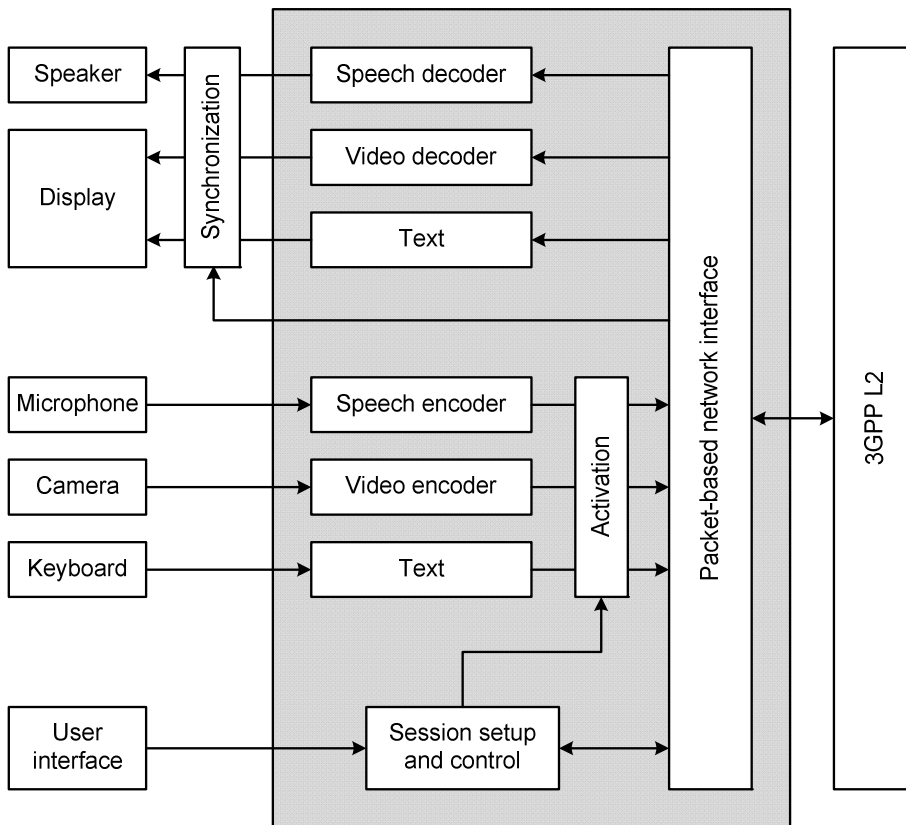 Speaker
Display
Synchronization
Speech decoder
Video decoder
Text
Microphone
Camera
Keyboard
Speech encoder
Video encoder
Text
Activation
User
interface
Session setup
and control
Packet-based network interface
3GPP L2